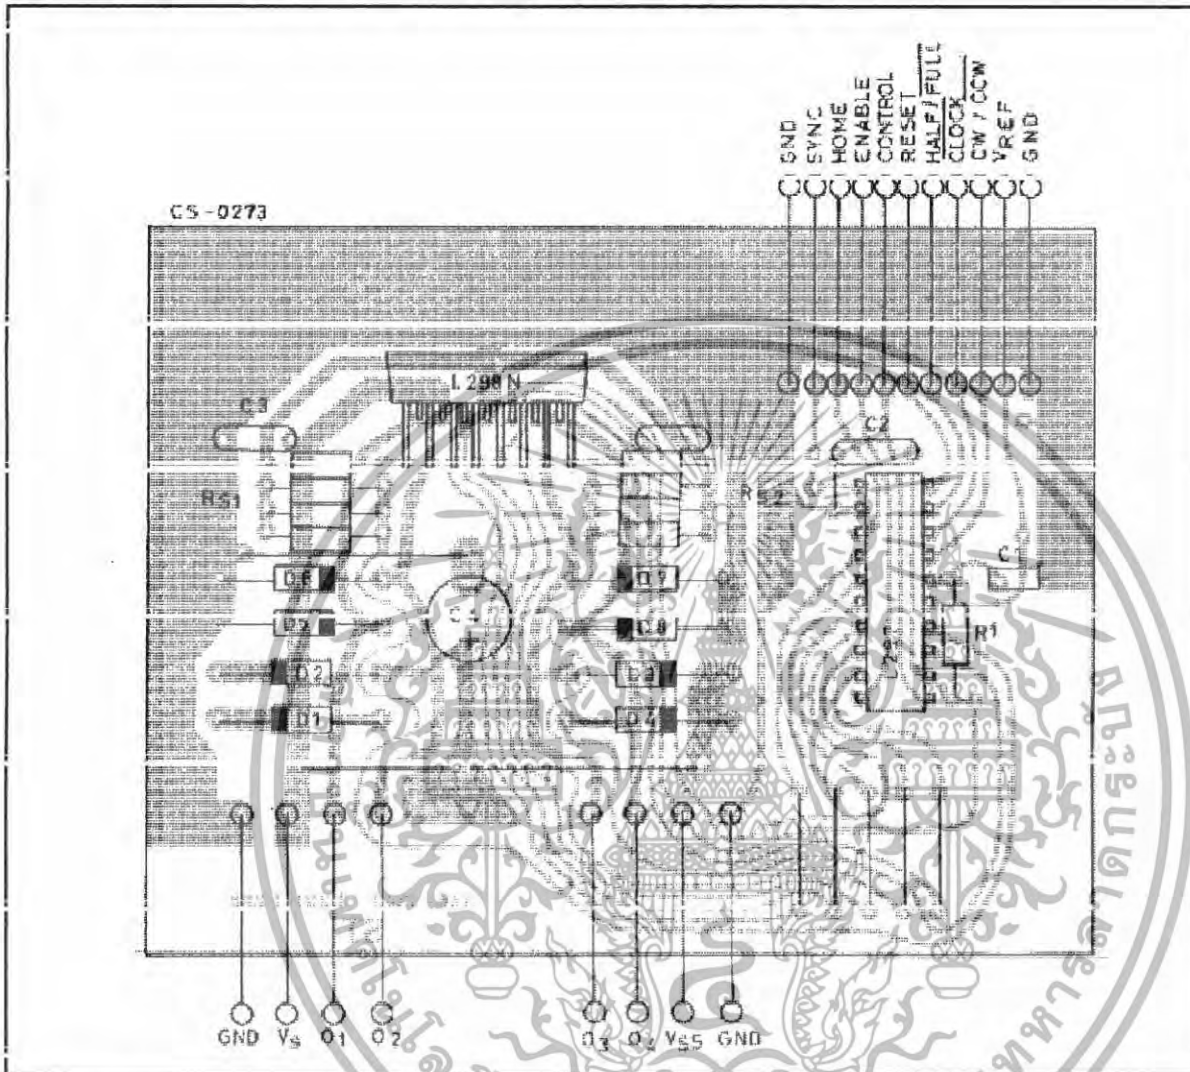 GND
SYNC
HOME
ENABLE
CONTROL
RESET
HALF/FULL
CLOCK
CW / CCW
VREF
GND
CS-0273
L298N
C3
C2
RS1
RS2
C1
D6
D7
D5
D8
R1
L297
D2
D3
D1
D4
GND VS O1 O2 O3 O4 VSS GND